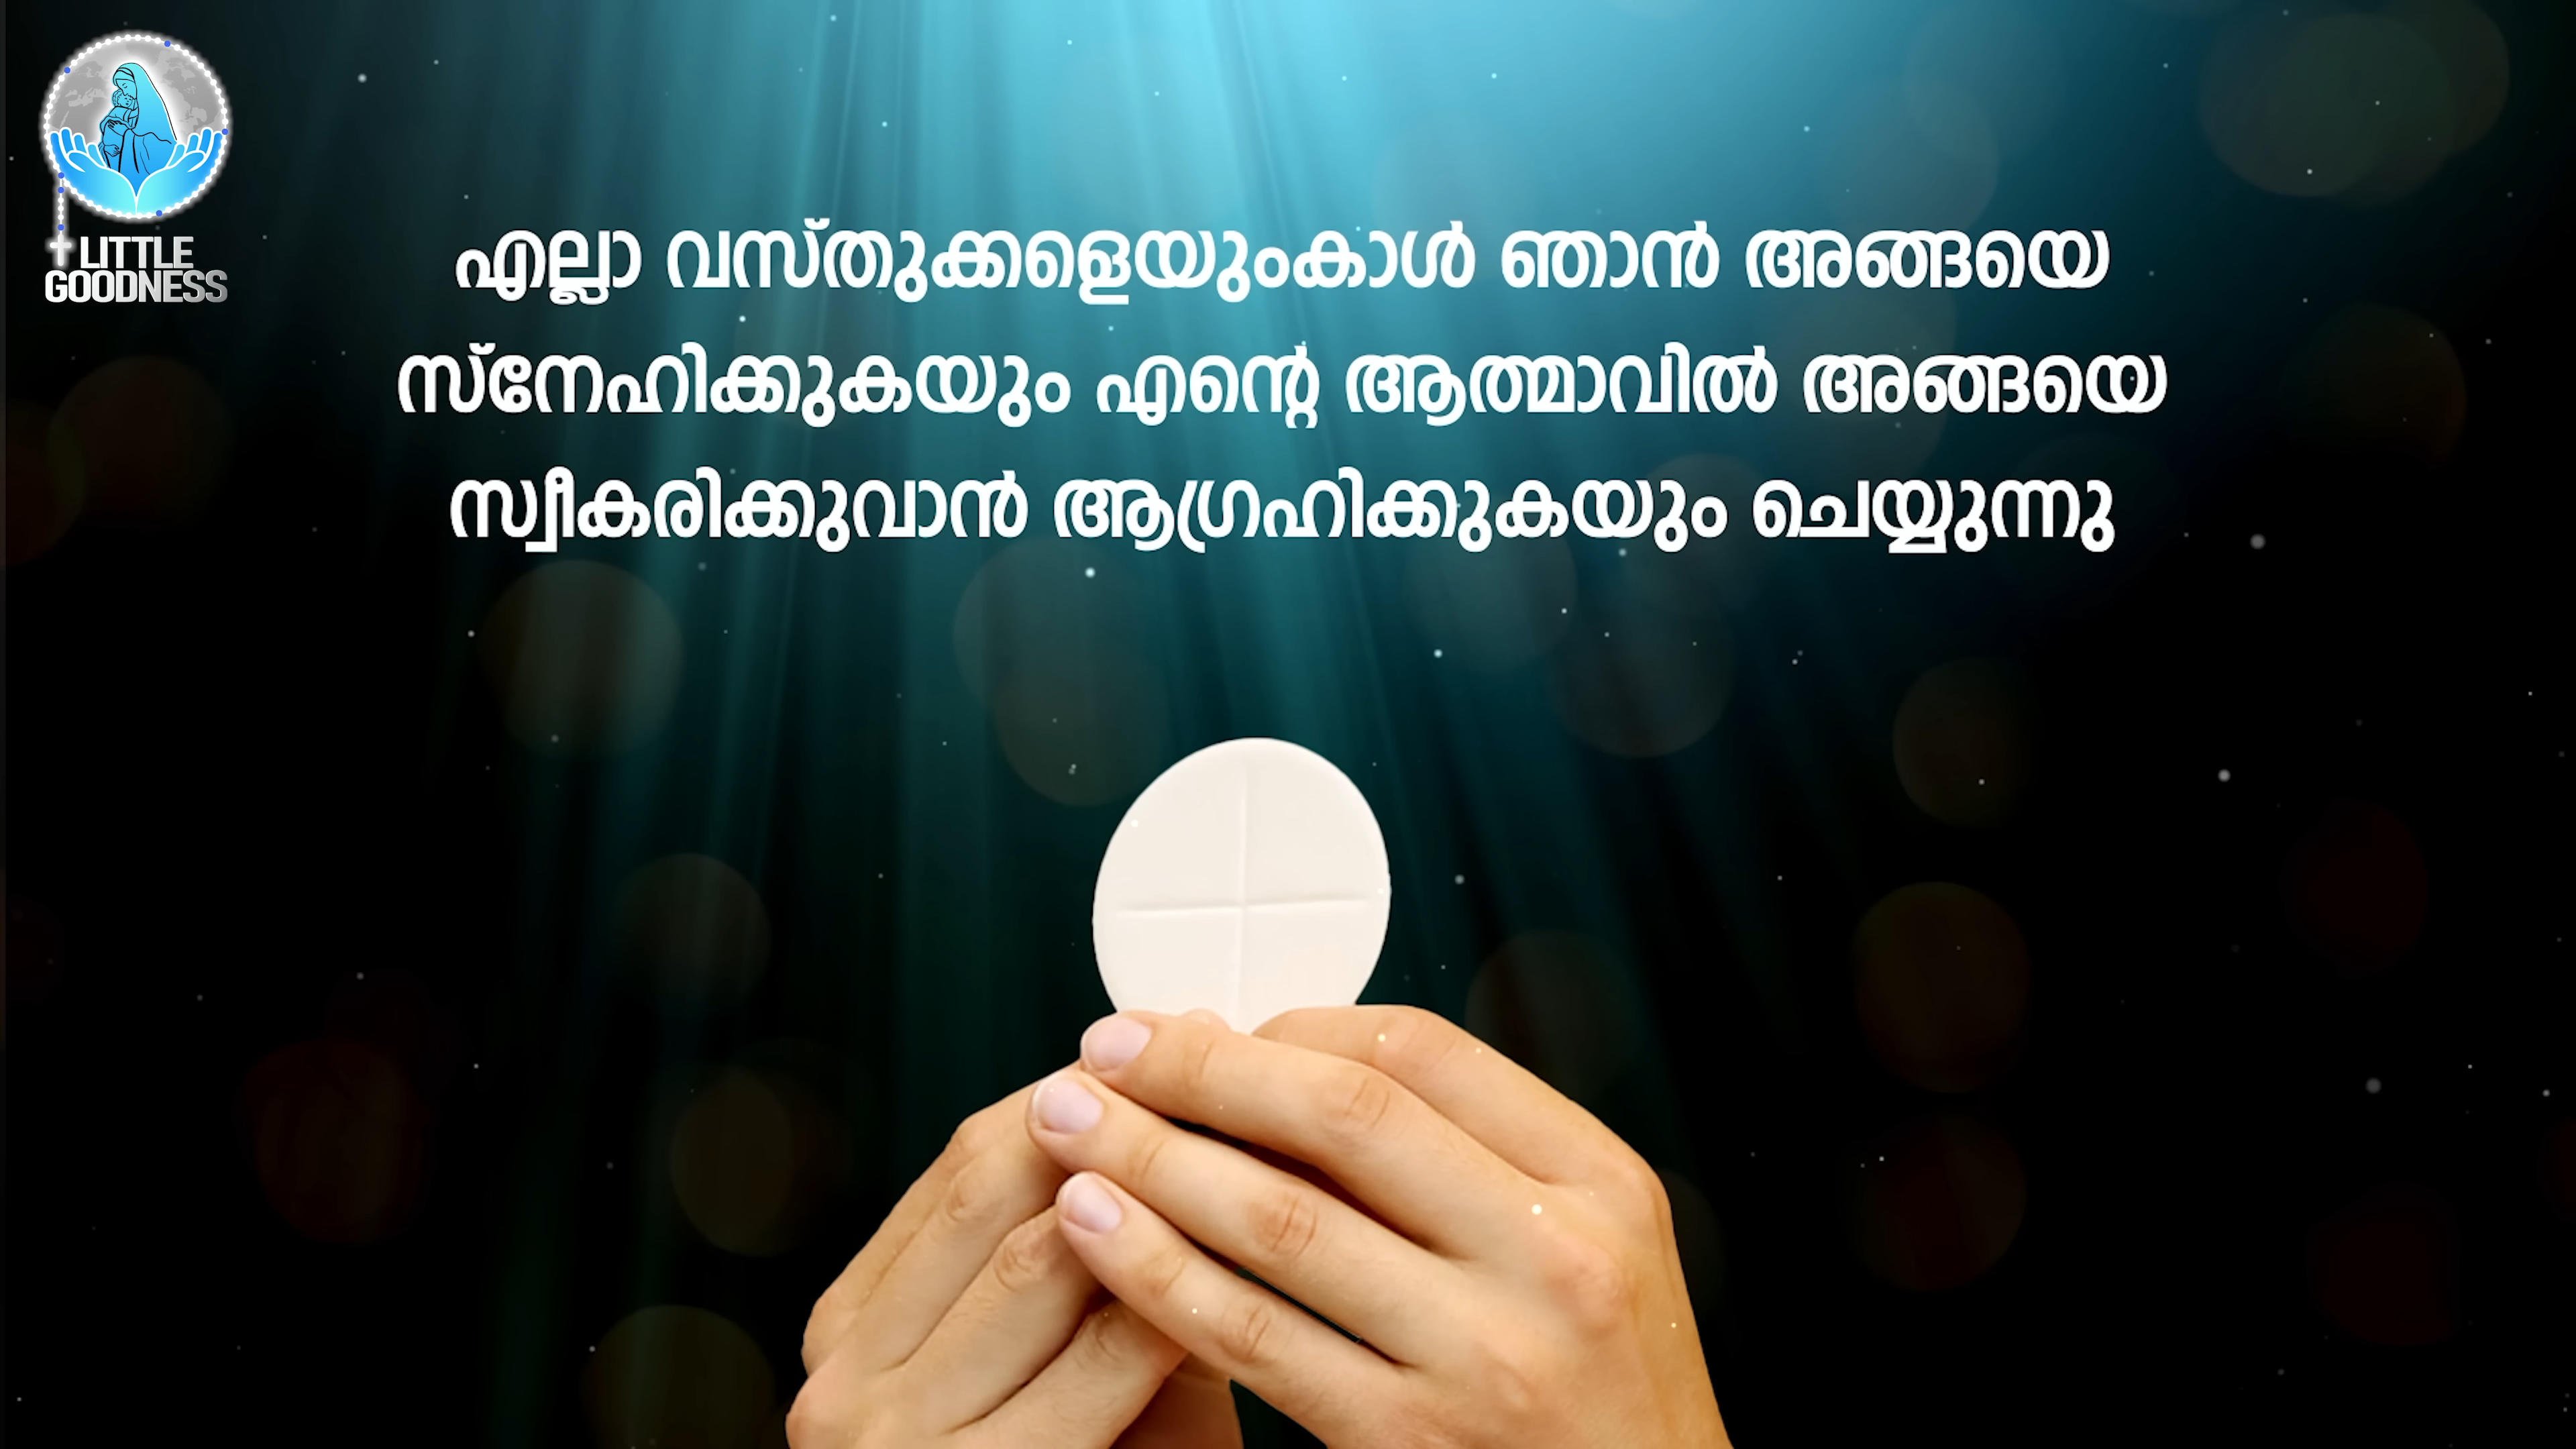 LITTLE
GOODNESS
എല്ലാ വസ്തുക്കളെയുംകാൾ ഞാൻ അങ്ങയെ
സ്നേഹിക്കുകയും എന്റെ ആത്മാവിൽ അങ്ങയെ
സ്വീകരിക്കുവാൻ ആഗ്രഹിക്കുകയും ചെയ്യുന്നു